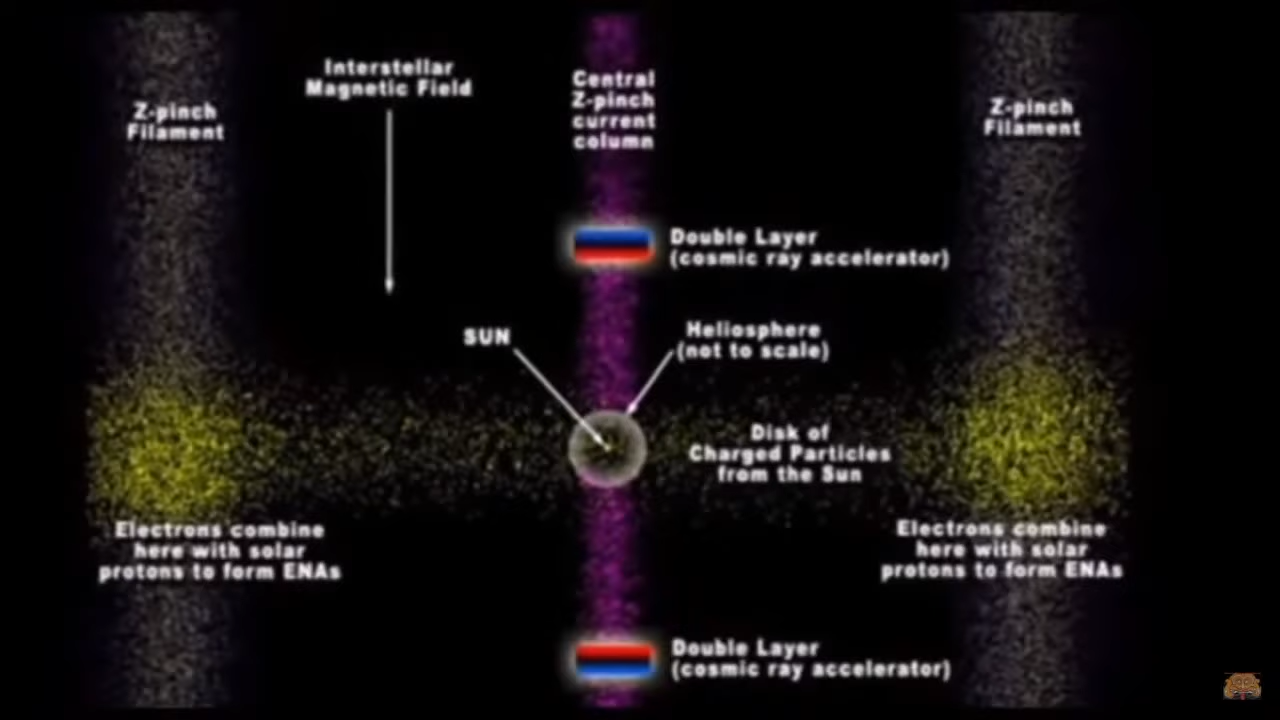 Interstellar
Magnetic Field
Central
Z-pinch
current
column
Z-pinch
Filament
Z-pinch
Filament
Double Layer
(cosmic ray accelerator)
SUN
Heliosphere
(not to scale)
Disk of
Charged Particles
from the Sun
Electrons combine
here with solar
protons to form ENAs
Electrons combine
here with solar
protons to form ENAs
Double Layer
(cosmic ray accelerator)